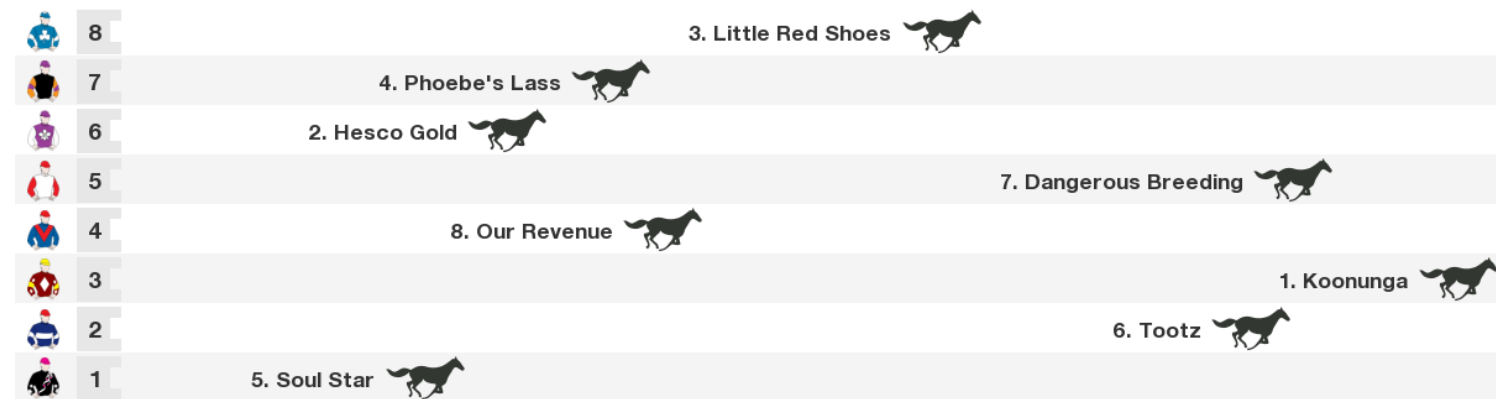 8 3. Little Red Shoes
7 4. Phoebe's Lass
6 2. Hesco Gold
5 7. Dangerous Breeding
4 8. Our Revenue
3 1. Koonunga
2 6. Tootz
1 5. Soul Star